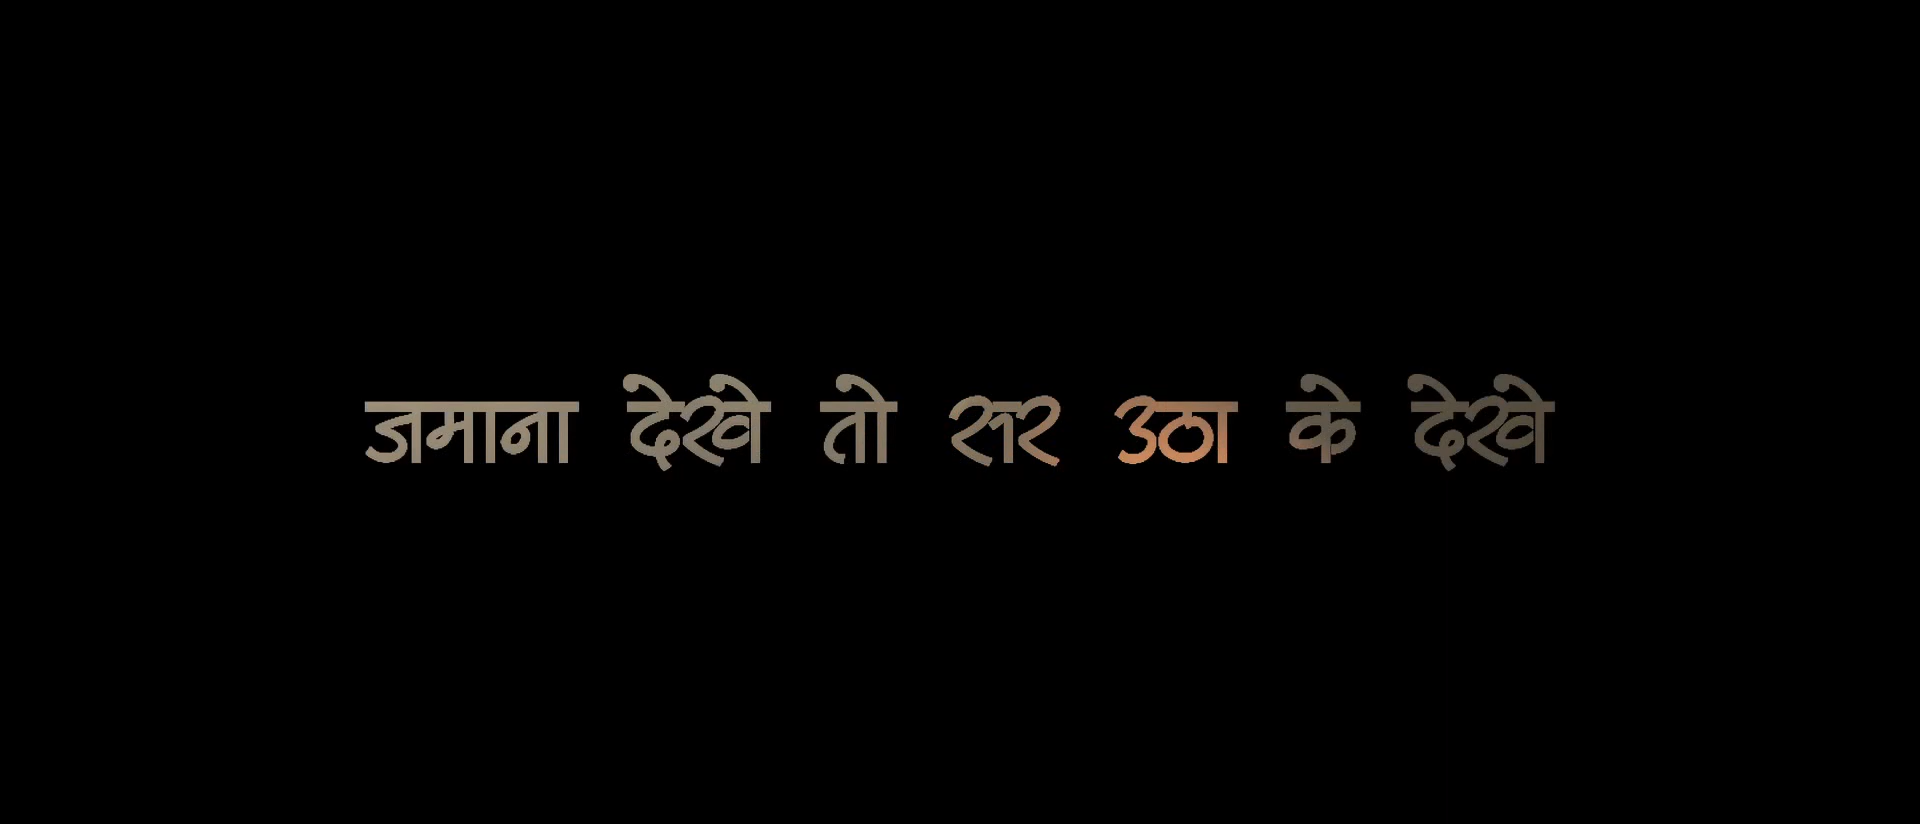 जमाना देखे तो सर उठा के देखे